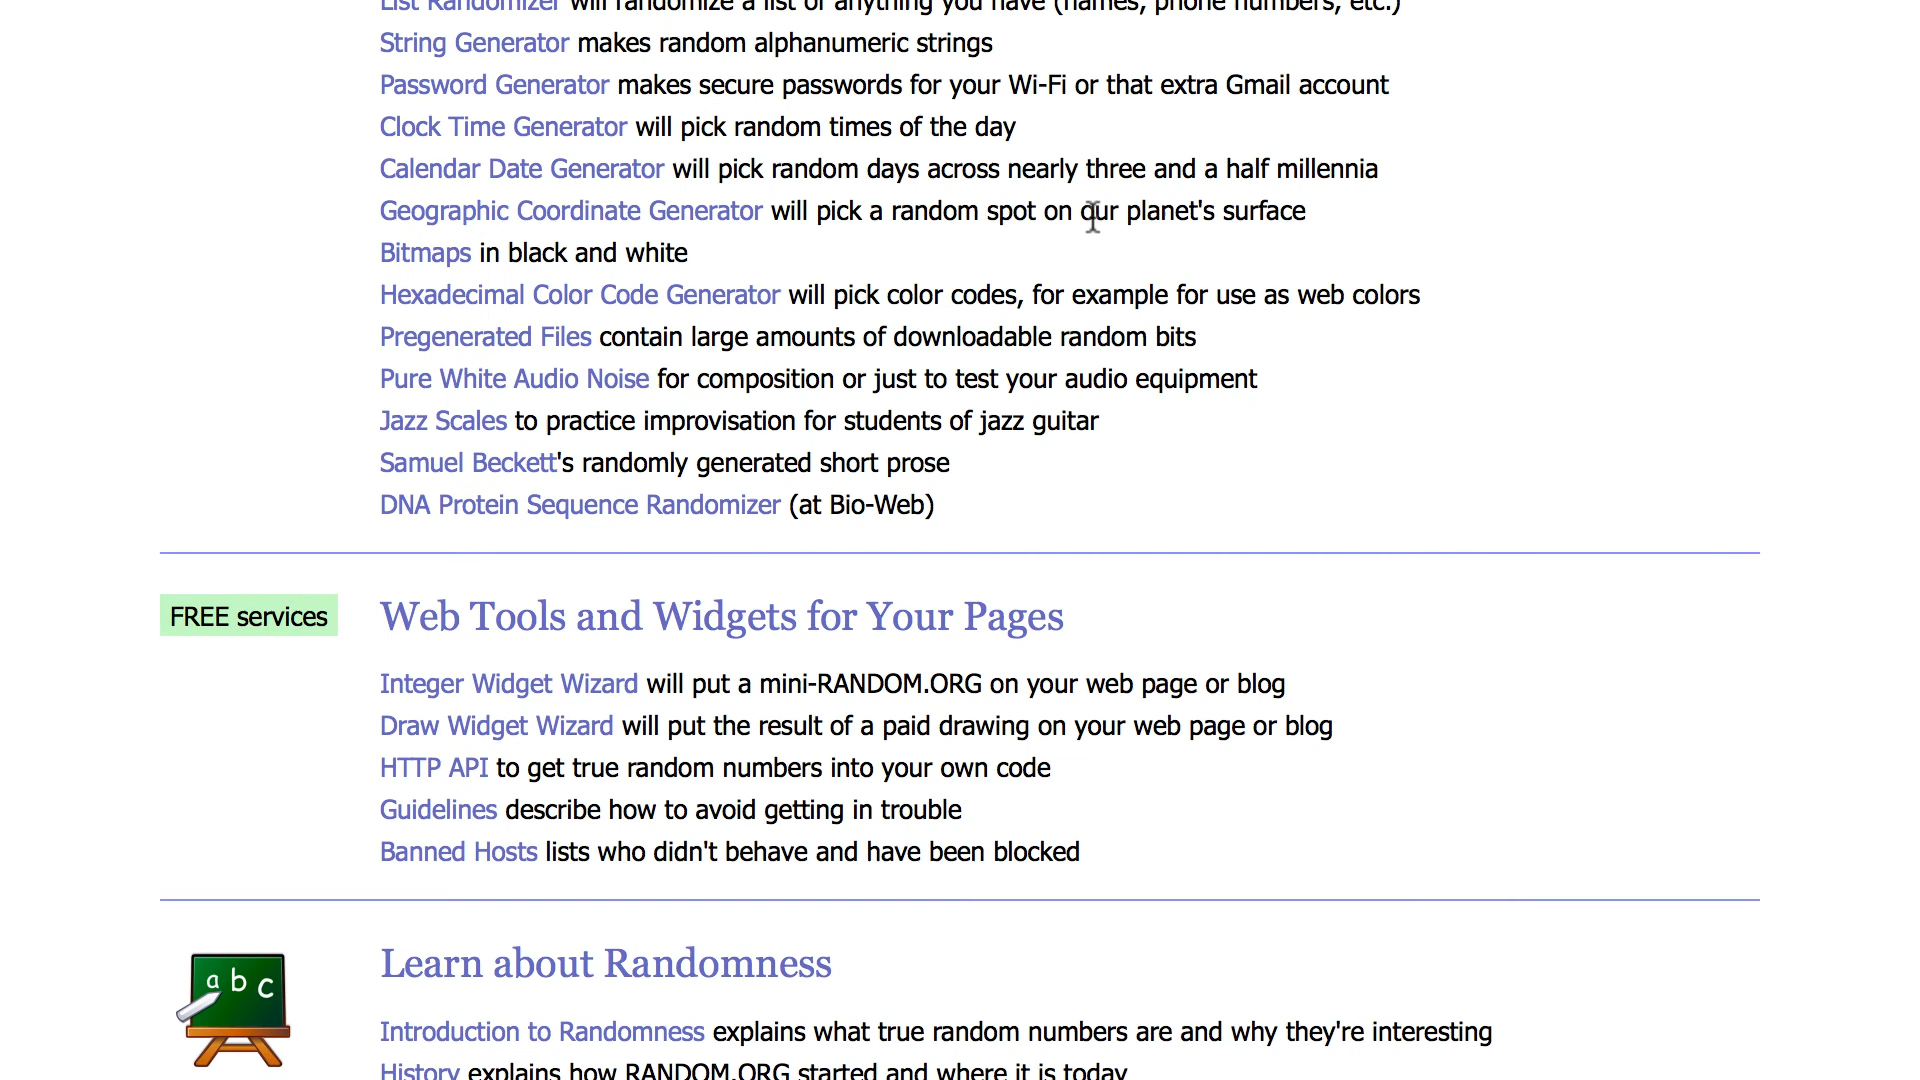 List Randomizer will randomize a list of anything you have (names, phone numbers, etc.)
String Generator makes random alphanumeric strings
Password Generator makes secure passwords for your Wi-Fi or that extra Gmail account
Clock Time Generator will pick random times of the day
Calendar Date Generator will pick random days across nearly three and a half millennia
Geographic Coordinate Generator will pick a random spot on our planet's surface
Bitmaps in black and white
Hexadecimal Color Code Generator will pick color codes, for example for use as web colors
Pregenerated Files contain large amounts of downloadable random bits
Pure White Audio Noise for composition or just to test your audio equipment
Jazz Scales to practice improvisation for students of jazz guitar
Samuel Beckett's randomly generated short prose
DNA Protein Sequence Randomizer (at Bio-Web)
FREE services
Web Tools and Widgets for Your Pages
Integer Widget Wizard will put a mini-RANDOM.ORG on your web page or blog
Draw Widget Wizard will put the result of a paid drawing on your web page or blog
HTTP API to get true random numbers into your own code
Guidelines describe how to avoid getting in trouble
Banned Hosts lists who didn't behave and have been blocked
a b c
Learn about Randomness
Introduction to Randomness explains what true random numbers are and why they're interesting
History explains how RANDOM.ORG started and where it is today